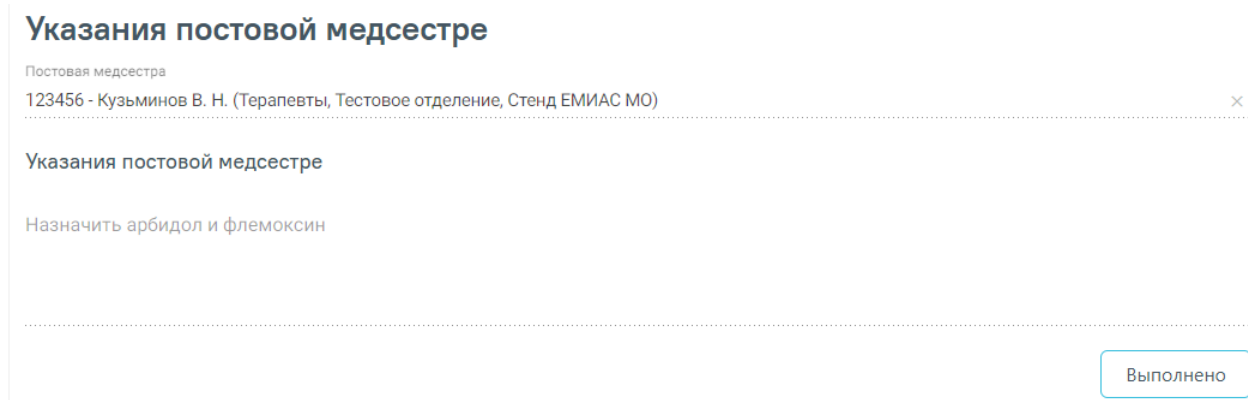 Указания постовой медсестре
Постовая медсестра
123456 - Кузьминов В. Н. (Терапевты, Тестовое отделение, Стенд ЕМИАС МО)
Указания постовой медсестре
Назначить арбидол и флемоксин
Выполнено